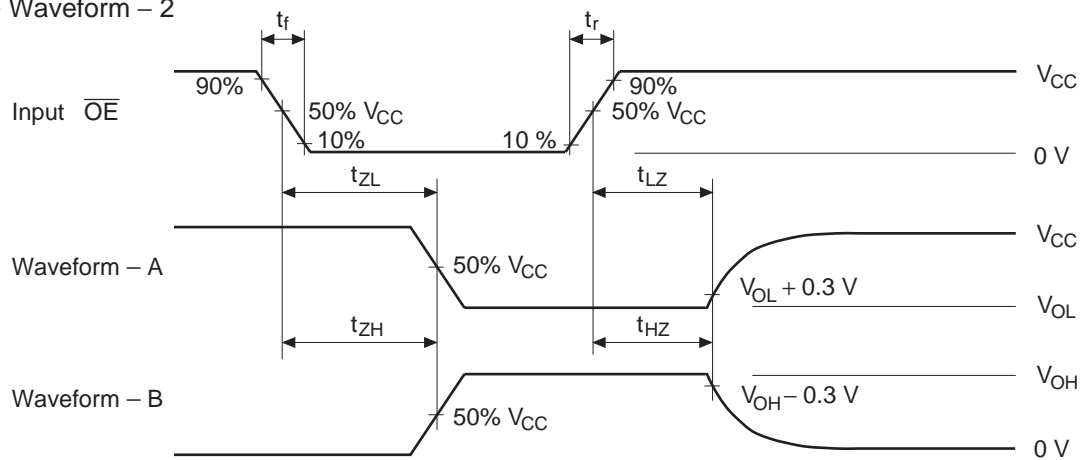 Waveform – 2
tf
tr
90%
90%
VCC
Input OE
50% VCC
50% VCC
10%
10 %
0 V
tZL
tLZ
VCC
Waveform – A
50% VCC
VOL + 0.3 V
VOL
tZH
tHZ
VOH
Waveform – B
VOH – 0.3 V
50% VCC
0 V